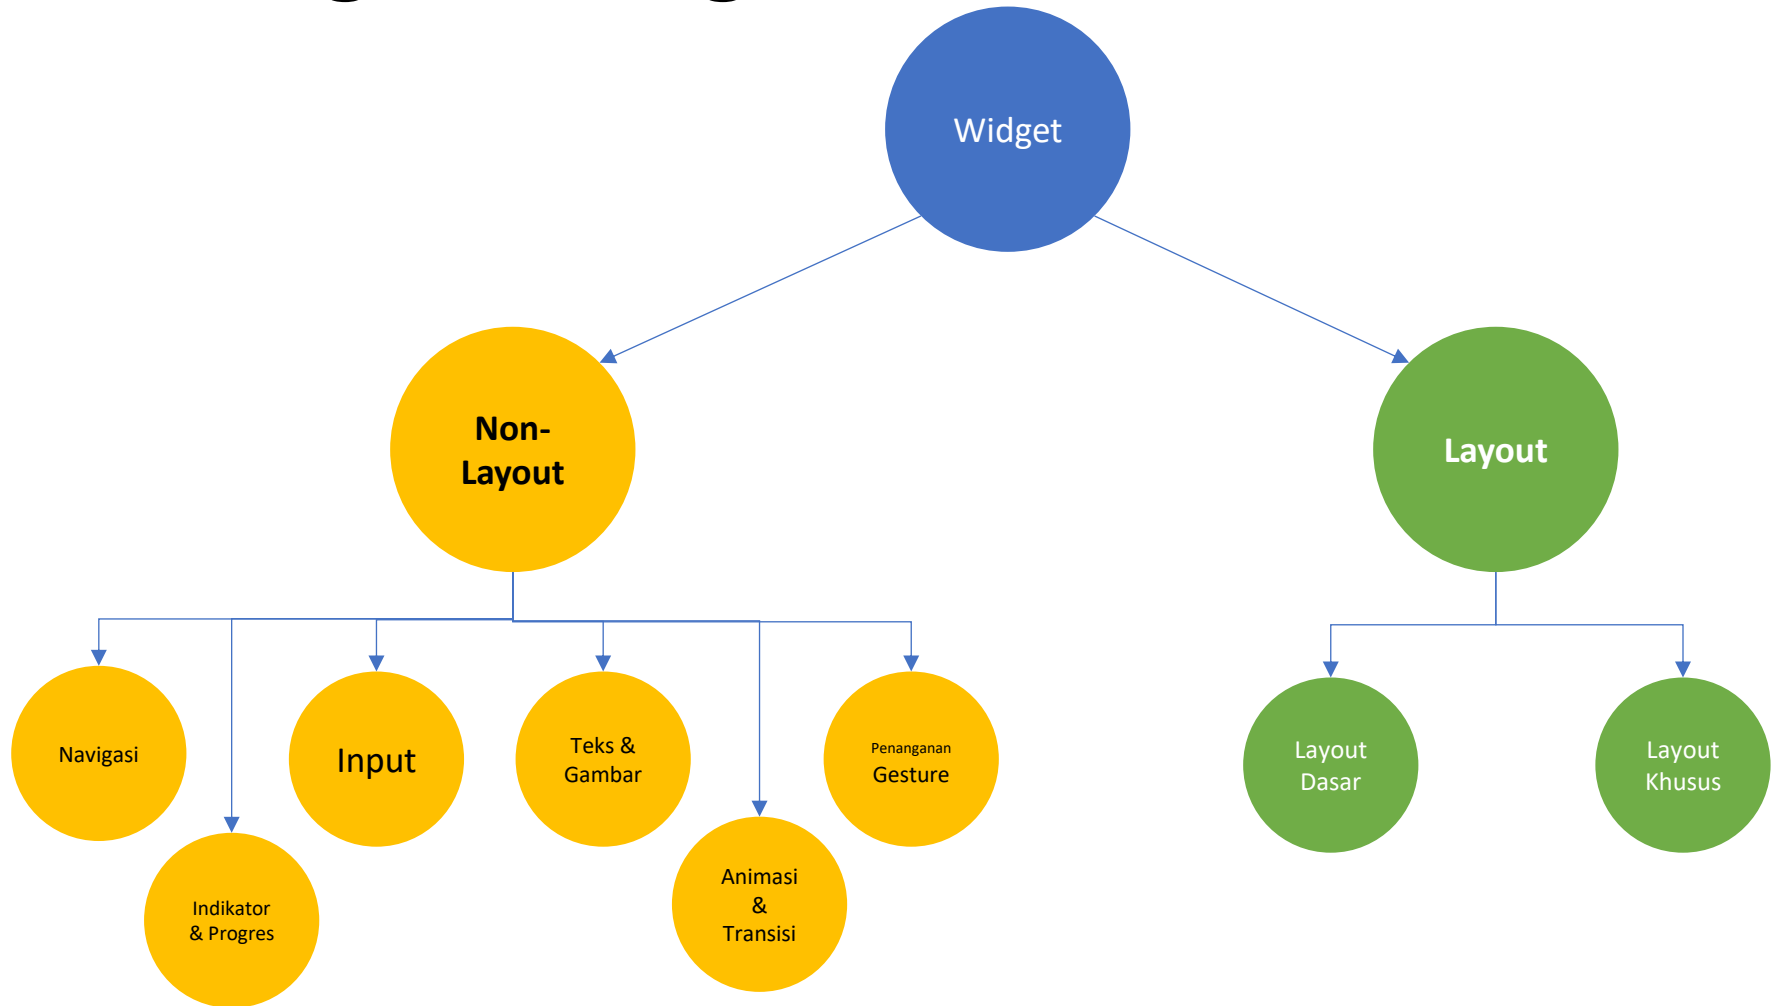 Widget
Non-
Layout
Layout
Navigasi
Input
Teks &
Gambar
Penanganan
Gesture
Layout
Dasar
Layout
Khusus
Indikator
& Progres
Animasi
&
Transisi